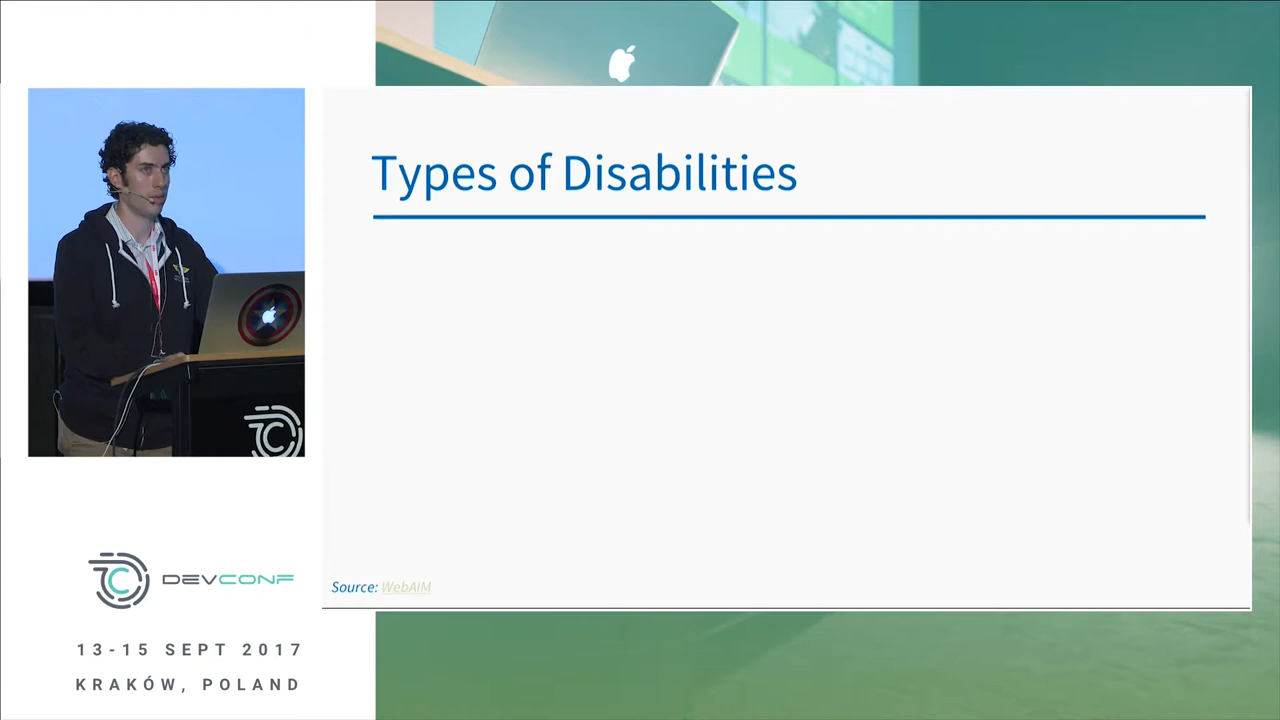 Types of Disabilities
Source: WebAIM
DEVCONF
13-15 SEPT 2017
KRAKÓW, POLAND